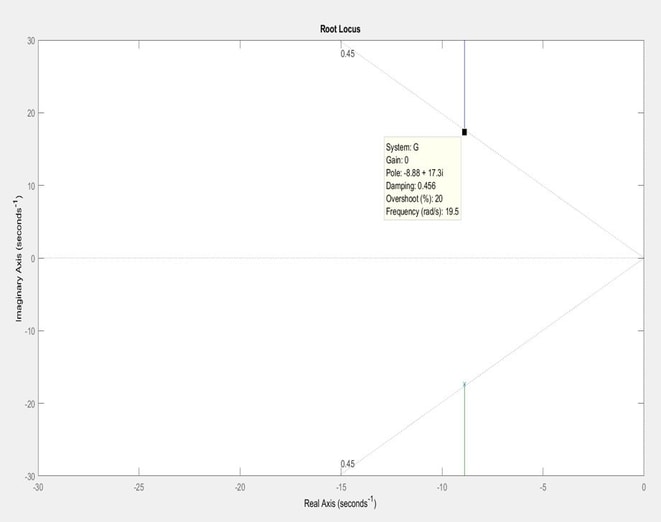 Root Locus
30
20
10
0
-10
-20
-30
Imaginary Axis (seconds-1)
0.45
System: G
Gain: 0
Pole: -8.88 + 17.3i
Damping: 0.456
Overshoot (%): 20
Frequency (rad/s): 19.5
0.45
-30 -25 -20 -15 -10 -5 0
Real Axis (seconds-1)